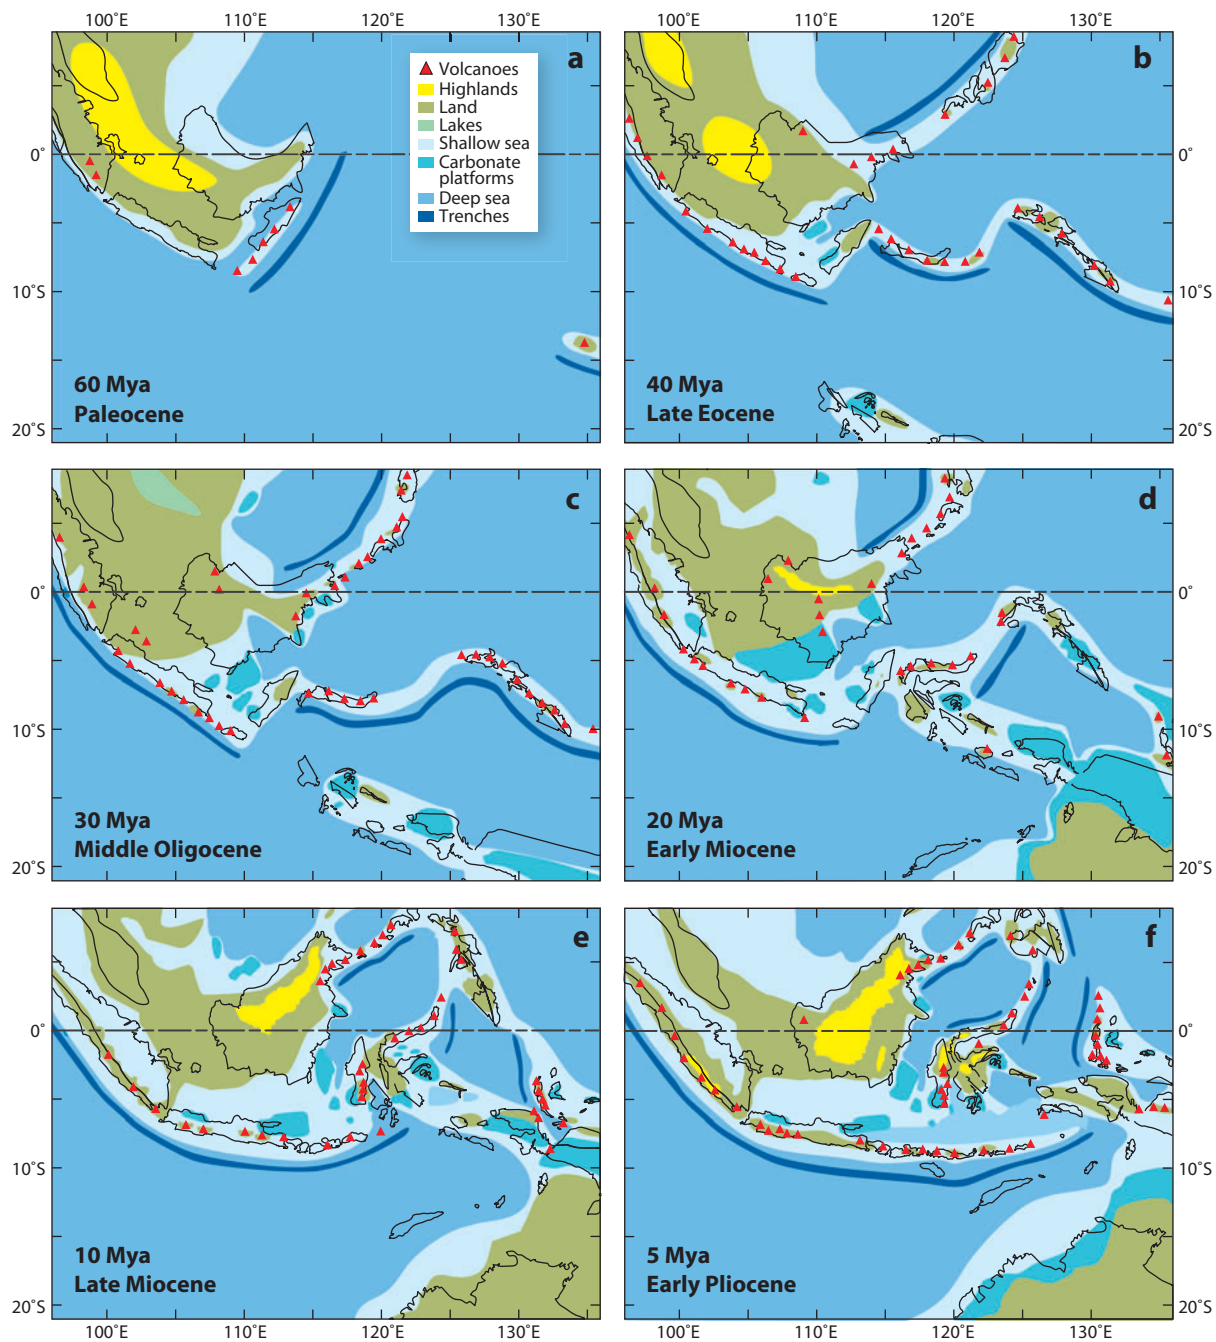 100°E 110°E 120°E 130°E 100°E 110°E 120°E 130°E
a
Volcanoes
Highlands
Land
Lakes
Shallow sea
Carbonate
platforms
Deep sea
Trenches
0°
10°S
20°S
60 Mya
Paleocene
b
0°
10°S
20°S
40 Mya
Late Eocene
c
0°
10°S
20°S
30 Mya
Middle Oligocene
d
0°
10°S
20°S
20 Mya
Early Miocene
e
0°
10°S
20°S
10 Mya
Late Miocene
f
0°
10°S
20°S
5 Mya
Early Pliocene
100°E 110°E 120°E 130°E 100°E 110°E 120°E 130°E